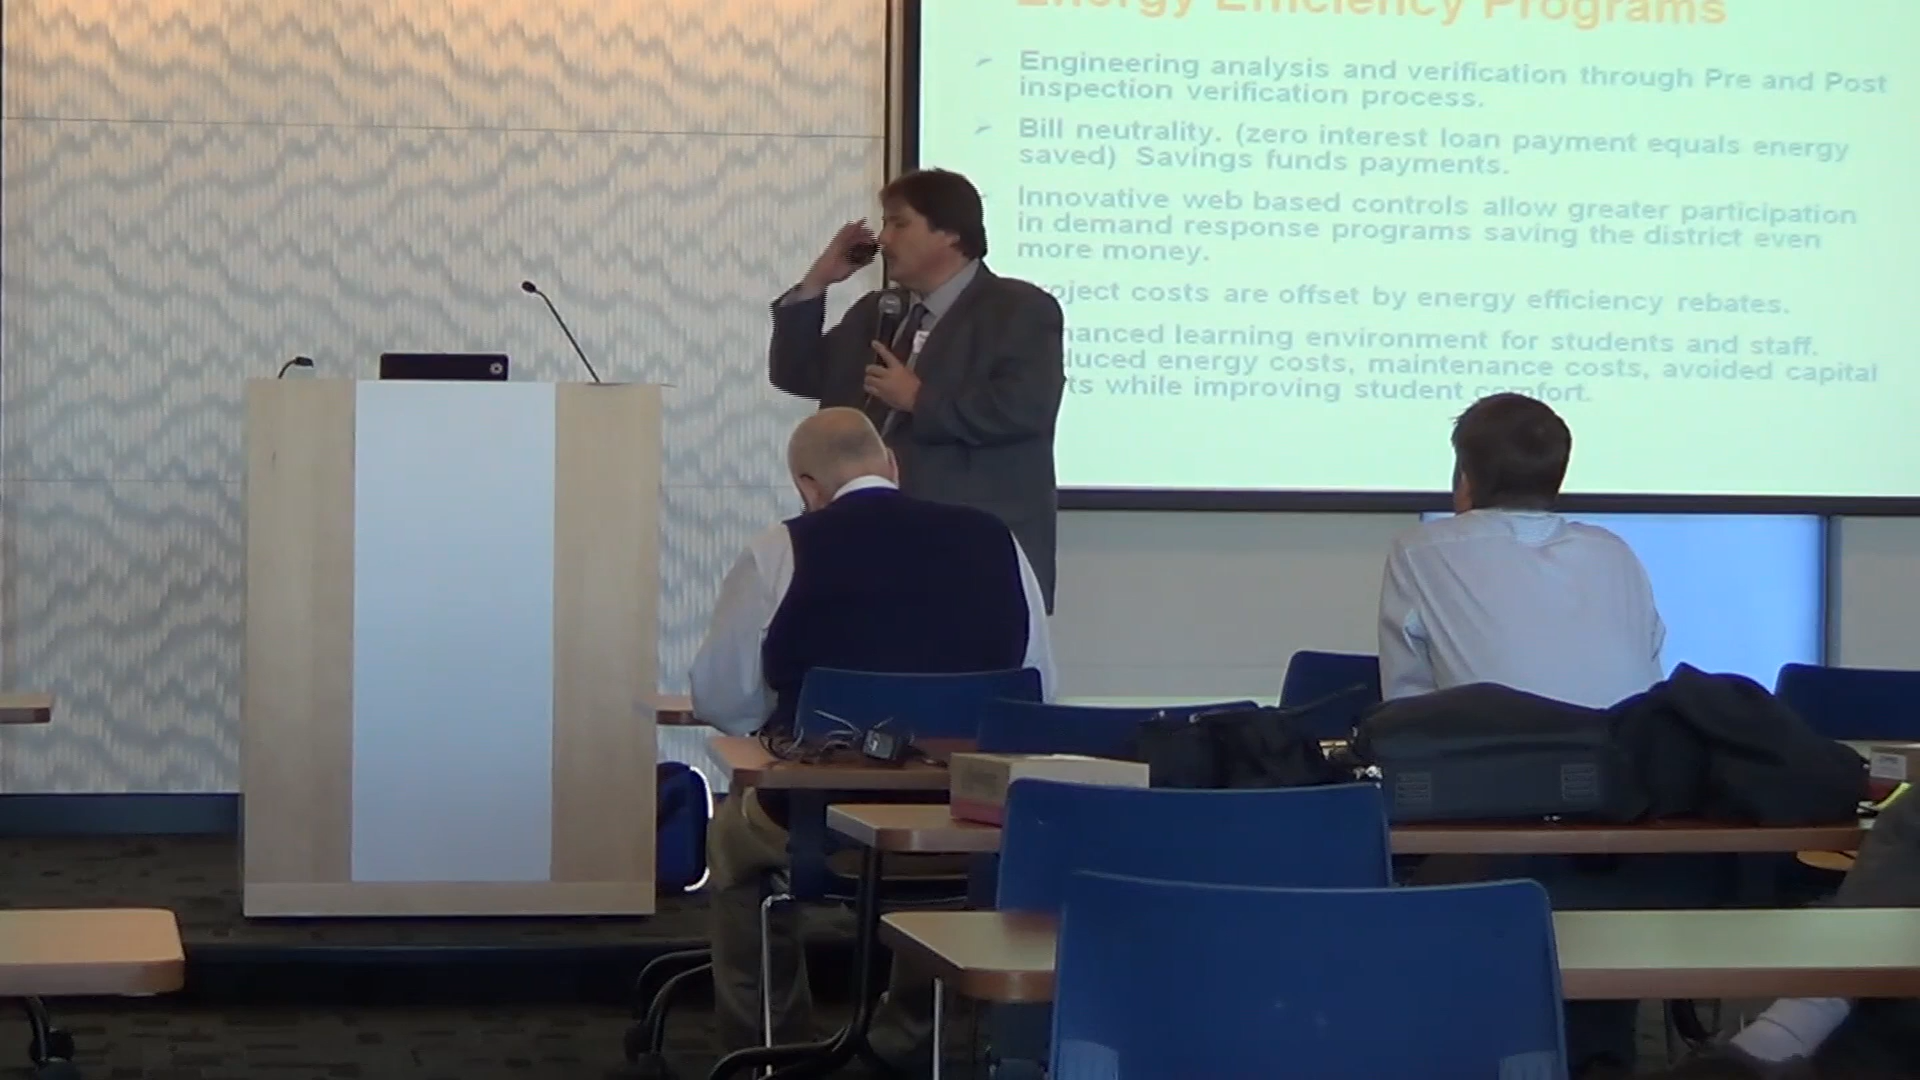 Energy Efficiency Programs
Engineering analysis and verification through Pre and Post
inspection verification process.
Bill neutrality. (zero interest loan payment equals energy
saved) Savings funds payments.
Innovative web based controls allow greater participation
in demand response programs saving the district even
more money.
roject costs are offset by energy efficiency rebates.
hanced learning environment for students and staff.
duced energy costs, maintenance costs, avoided capital
ts while improving student comfort.